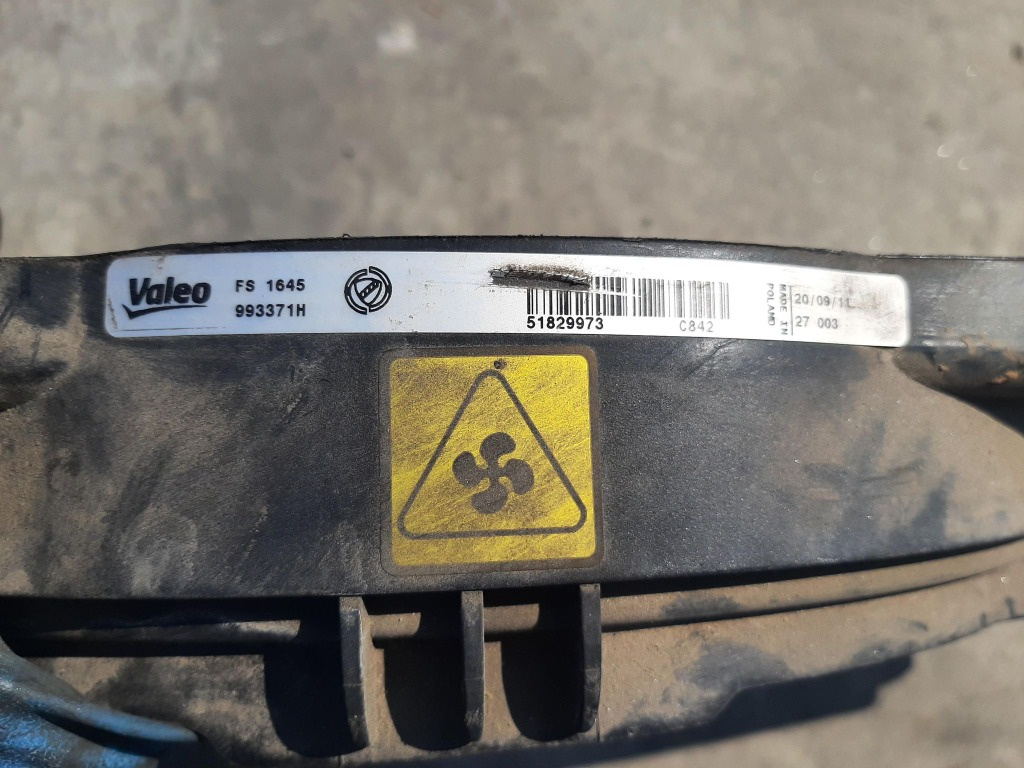 Valeo
FS 1645
993371H
51829973
C842
MADE IN
POLAND
20/09/11
27 003